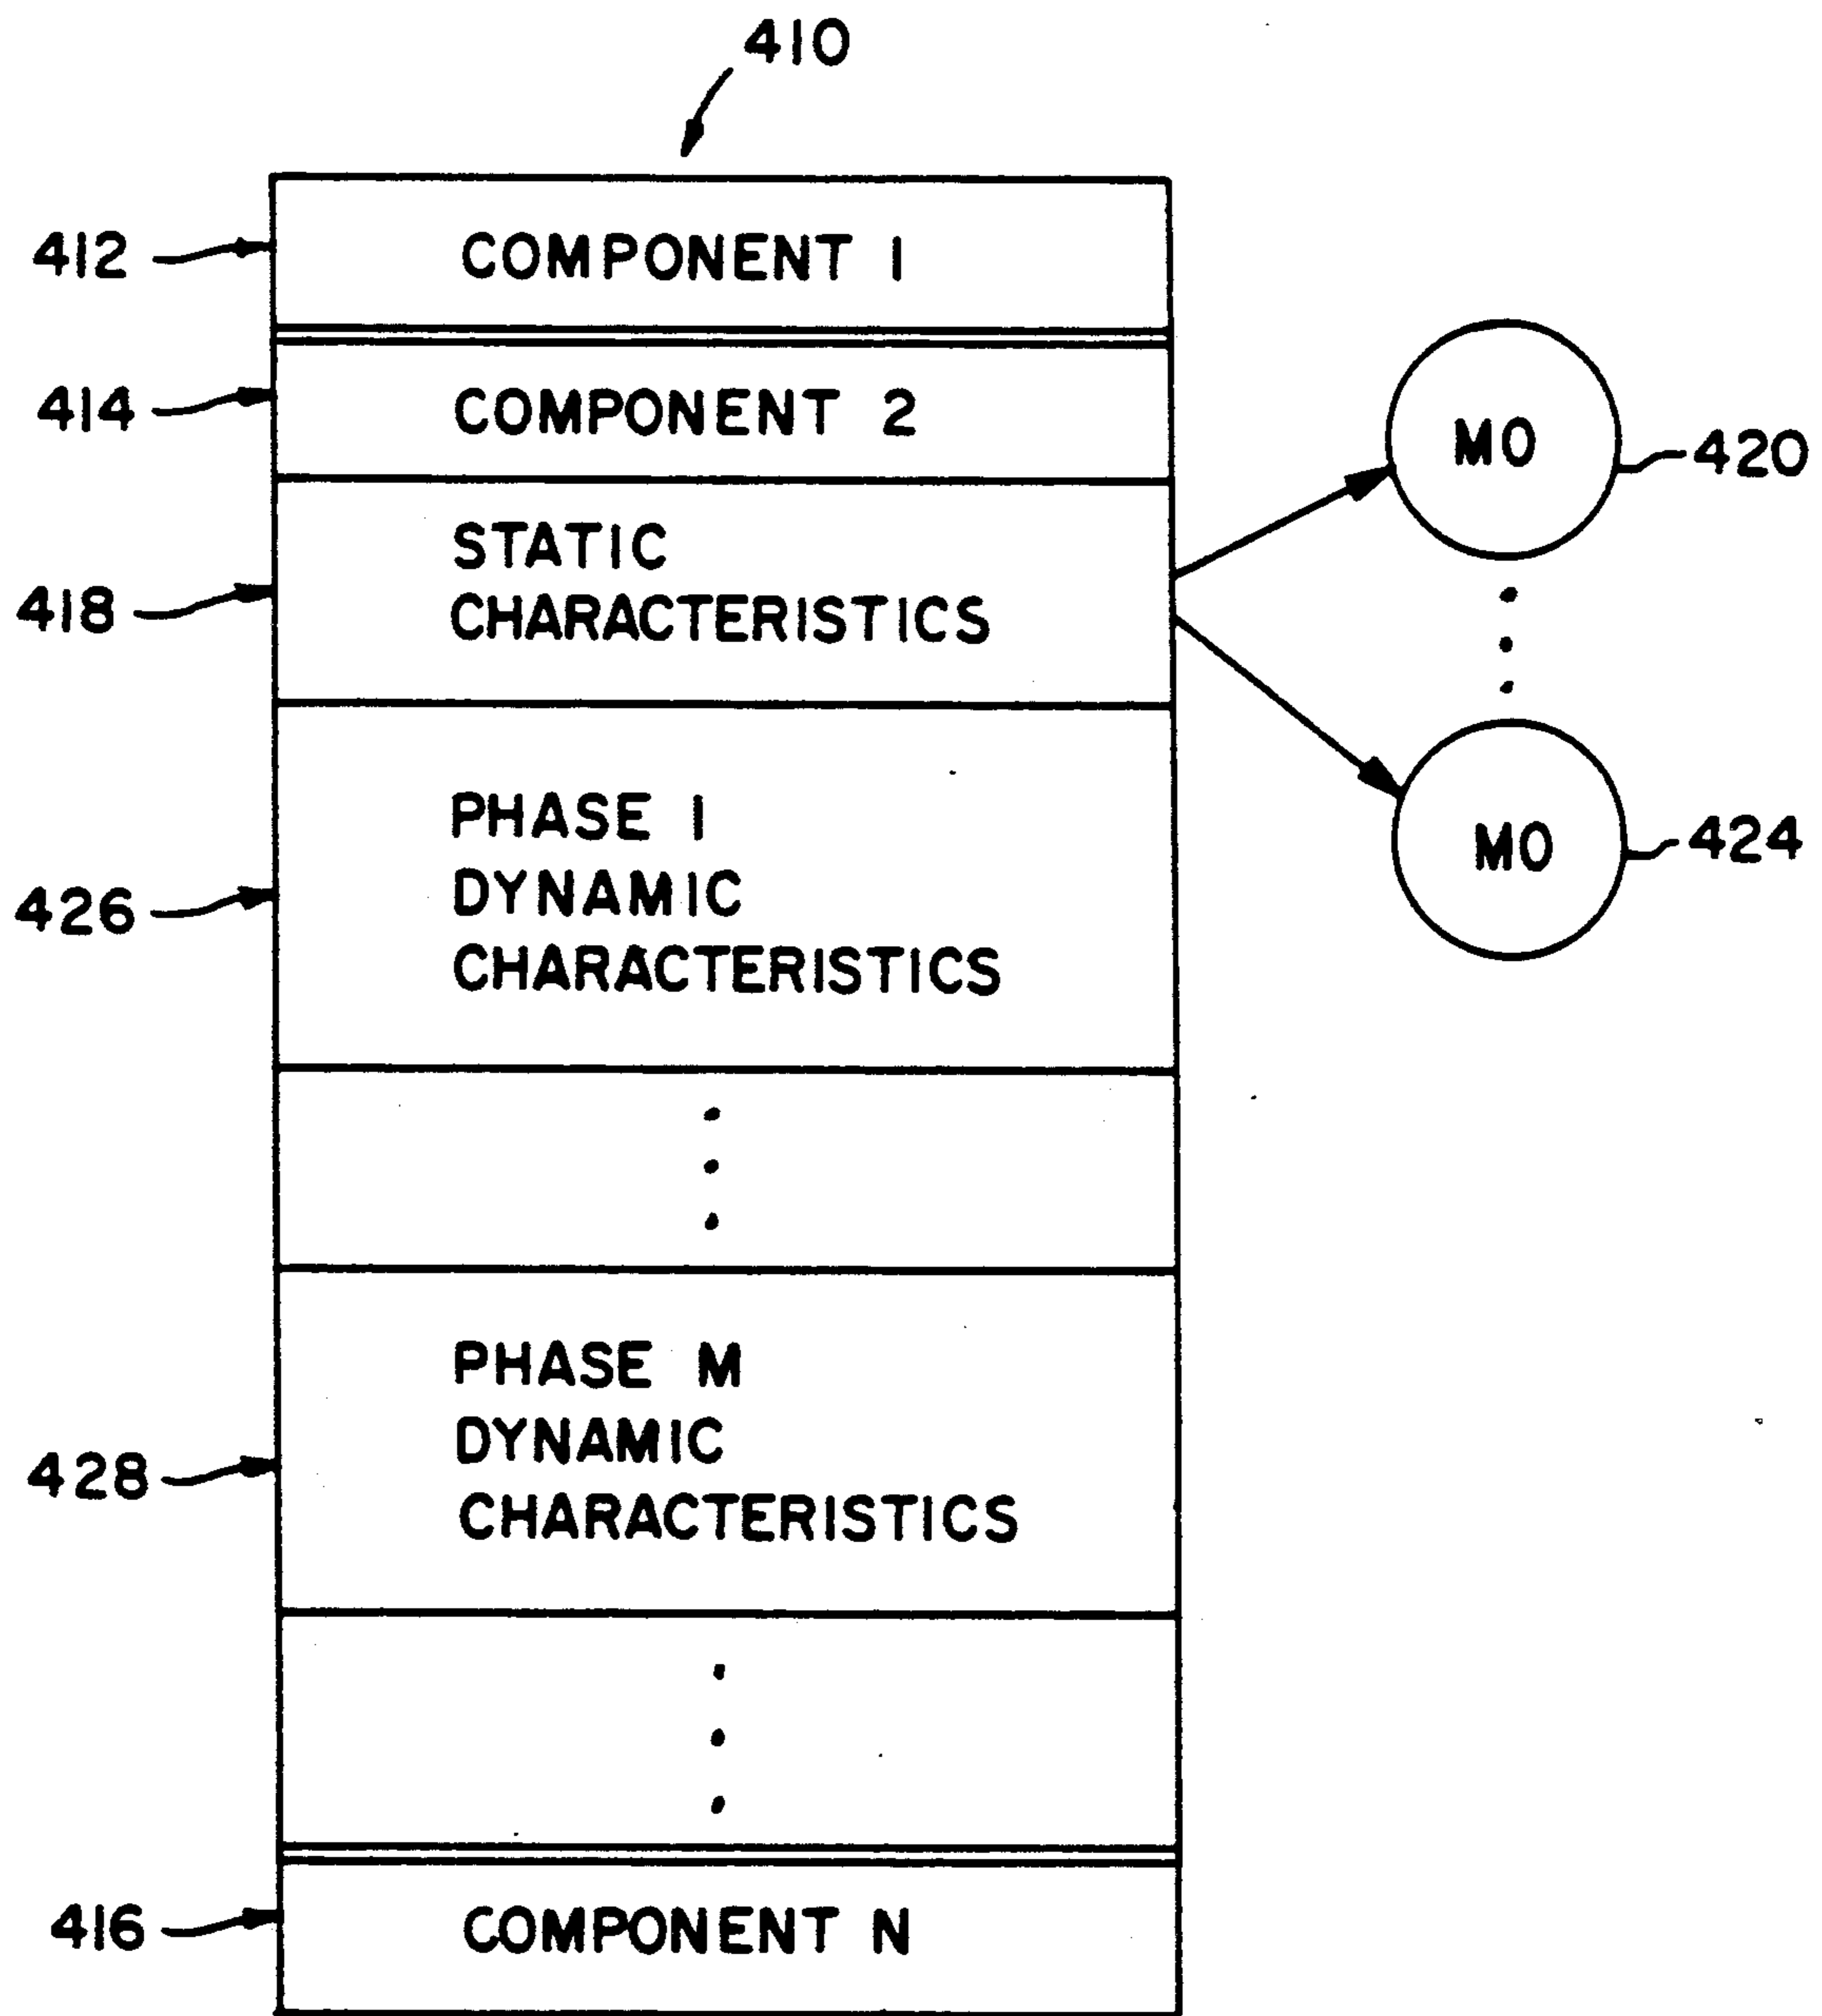 410
412
COMPONENT 1
414
COMPONENT 2
MO
420
418
STATIC
CHARACTERISTICS
MO
424
426
PHASE 1
DYNAMIC
CHARACTERISTICS
428
PHASE M
DYNAMIC
CHARACTERISTICS
416
COMPONENT N